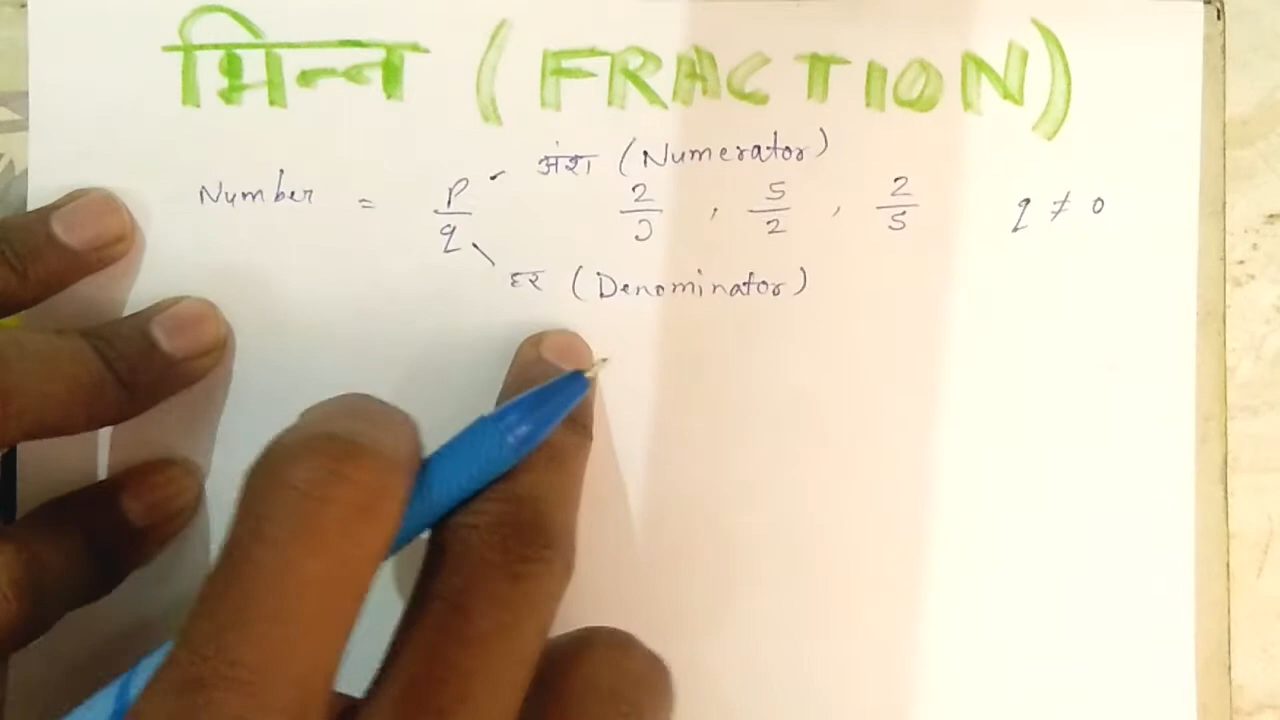 भिन्न (FRACTION)
अंश (Numerator)
Number = p/q 2/3, 5/2, 2/5 q ≠ 0
हर (Denominator)